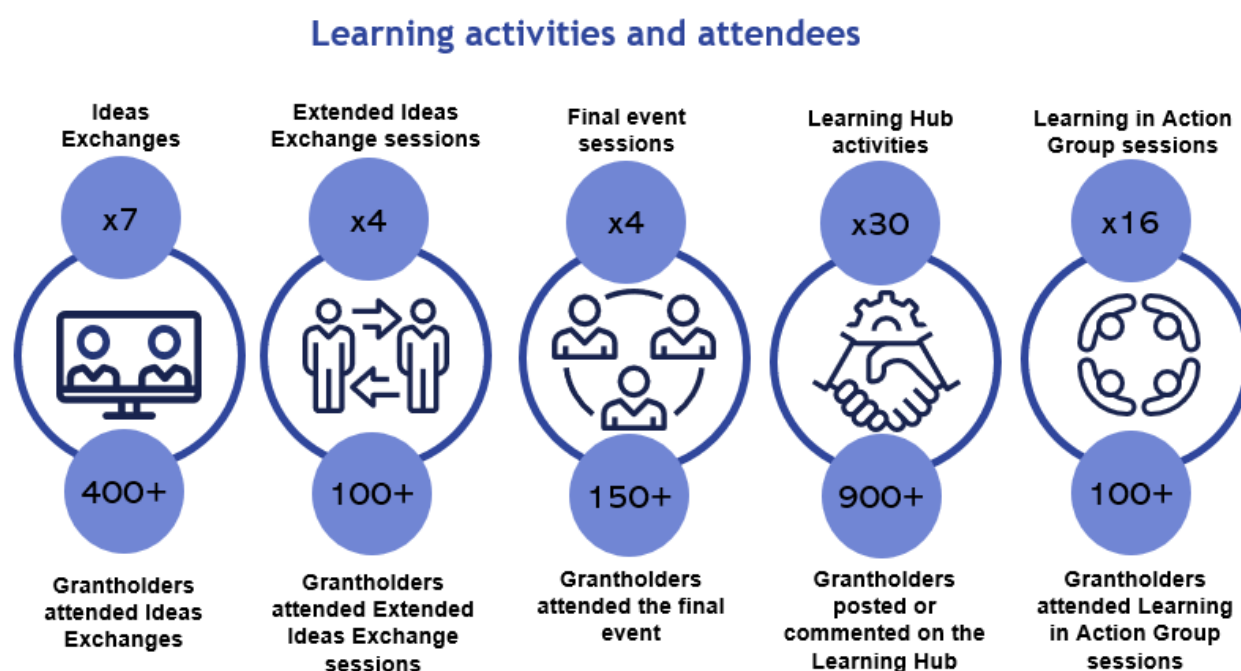 Learning activities and attendees
Ideas
Exchanges
x7
400+
Grantholders
attended Ideas
Exchanges
Extended Ideas
Exchange sessions
x4
100+
Grantholders
attended Extended
Ideas Exchange
sessions
Final event
sessions
x4
150+
Grantholders
attended the final
event
Learning Hub
activities
x30
900+
Grantholders
posted or
commented on the
Learning Hub
Learning in Action
Group sessions
x16
100+
Grantholders
attended Learning
in Action Group
sessions